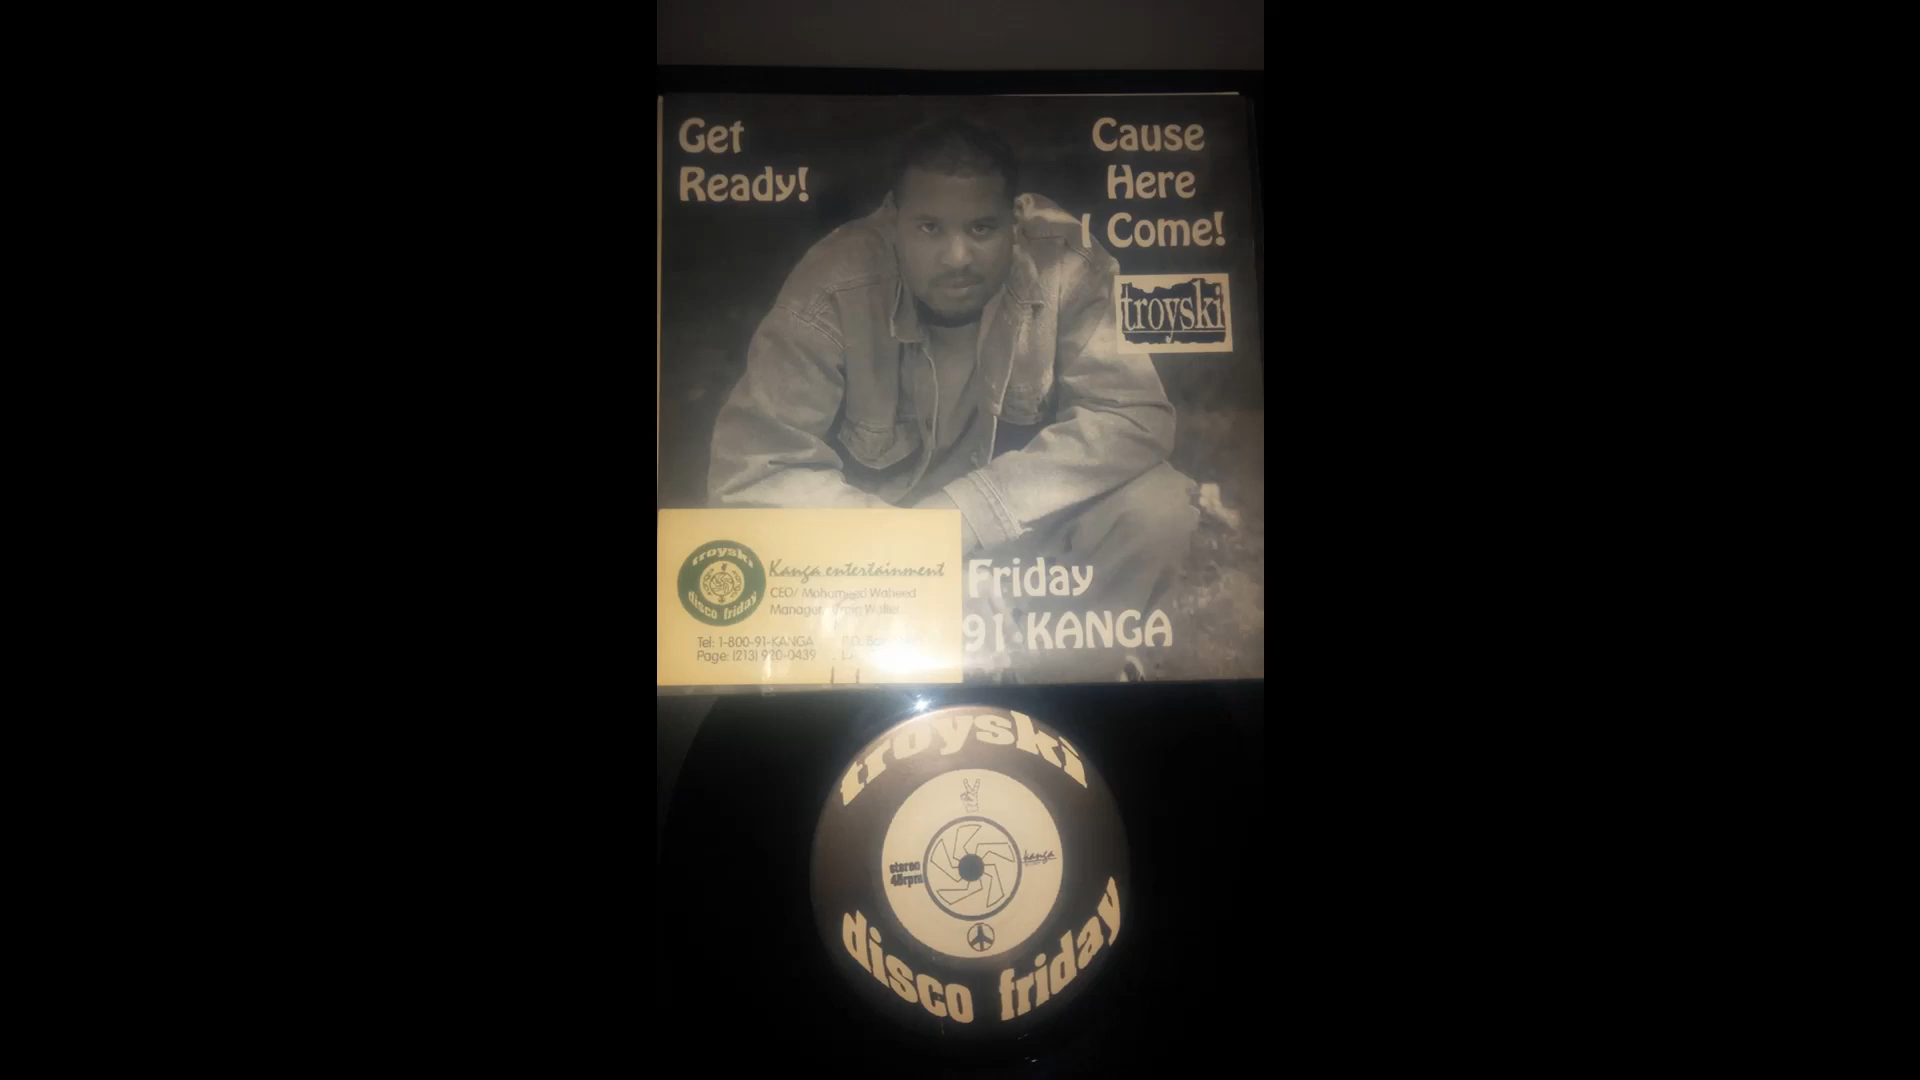 Get
Ready!
Cause
Here
I Come!
troyski
Friday
91-KANGA
troyski
disco friday
Kanga entertainment
CEO/ Mohammed Waheed
Manager
Tel: 1-800-91-KANGA
Page: (213) 920-0439
troyski
stereo
45rpm
kanga
disco friday